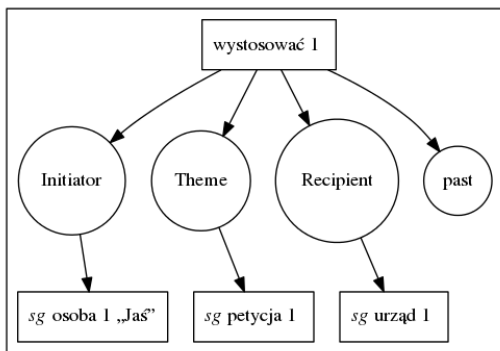 wystosować 1
Initiator
Theme
Recipient
past
sg osoba 1 „Jaś”
sg petycja 1
sg urząd 1